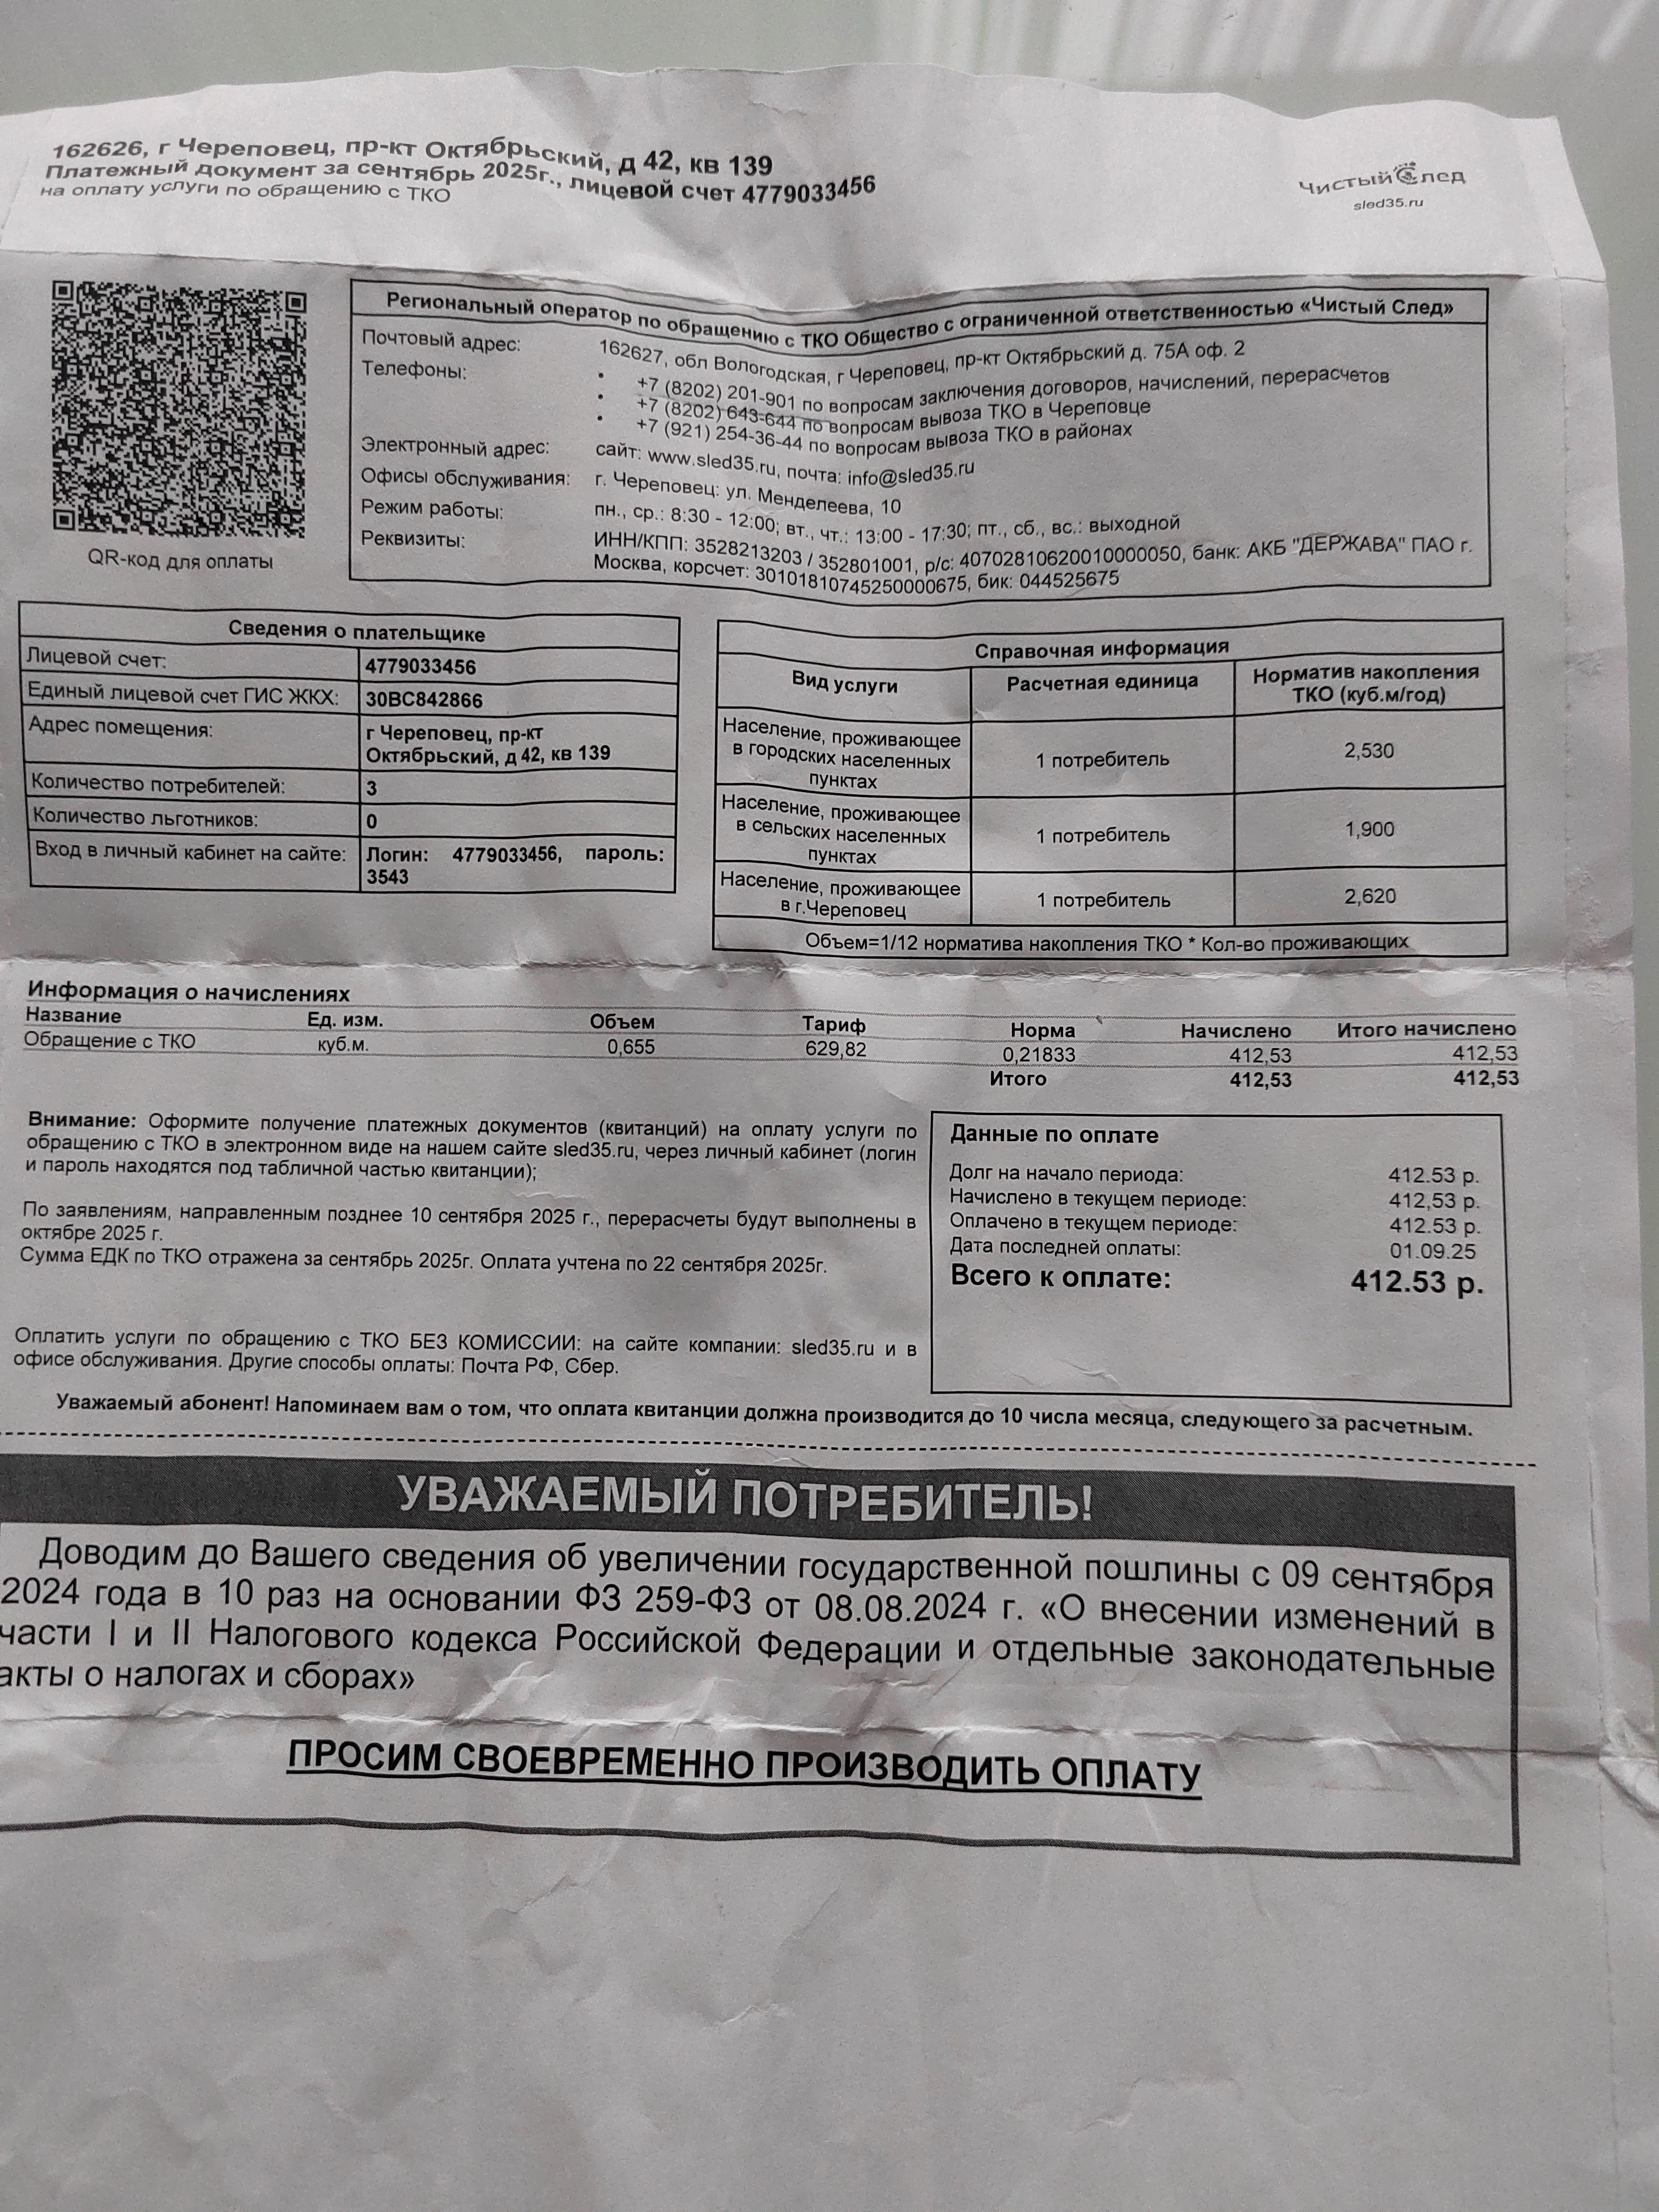 162626, г Череповец, пр-кт Октябрьский, д 42, кв 139
Платежный документ за сентябрь 2025г., лицевой счет 4779033456
на оплату услуги по обращению с ТКО
Чистый След
sled35.ru
QR-код для оплаты
Региональный оператор по обращению с ТКО Общество с ограниченной ответственностью «Чистый След»
Почтовый адрес: 162627, обл Вологодская, г Череповец, пр-кт Октябрьский д. 75А оф. 2
Телефоны:
• +7 (8202) 201-901 по вопросам заключения договоров, начислений, перерасчетов
• +7 (8202) 643-644 по вопросам вывоза ТКО в Череповце
• +7 (921) 254-36-44 по вопросам вывоза ТКО в районах
Электронный адрес: сайт: www.sled35.ru, почта: info@sled35.ru
Офисы обслуживания: г. Череповец: ул. Менделеева, 10
Режим работы: пн., ср.: 8:30 - 12:00; вт., чт.: 13:00 - 17:30; пт., сб., вс.: выходной
Реквизиты: ИНН/КПП: 3528213203 / 352801001, р/с: 40702810620010000050, банк: АКБ "ДЕРЖАВА" ПАО г.
Москва, корсчет: 30101810745250000675, бик: 044525675
Сведения о плательщике
Лицевой счет: 4779033456
Единый лицевой счет ГИС ЖКХ: 30ВС842866
Адрес помещения: г Череповец, пр-кт
Октябрьский, д 42, кв 139
Количество потребителей: 3
Количество льготников: 0
Вход в личный кабинет на сайте: Логин: 4779033456, пароль:
3543
Справочная информация
Вид услуги Расчетная единица Норматив накопления
ТКО (куб.м/год)
Население, проживающее
в городских населенных
пунктах
1 потребитель 2,530
Население, проживающее
в сельских населенных
пунктах
1 потребитель 1,900
Население, проживающее
в г.Череповец
1 потребитель 2,620
Объем=1/12 норматива накопления ТКО * Кол-во проживающих
Информация о начислениях
Название Ед. изм. Объем Тариф Норма Начислено Итого начислено
Обращение с ТКО куб.м. 0,655 629,82 0,21833 412,53 412,53
Итого 412,53 412,53
Внимание: Оформите получение платежных документов (квитанций) на оплату услуги по
обращению с ТКО в электронном виде на нашем сайте sled35.ru, через личный кабинет (логин
и пароль находятся под табличной частью квитанции);
По заявлениям, направленным позднее 10 сентября 2025 г., перерасчеты будут выполнены в
октябре 2025 г.
Сумма ЕДК по ТКО отражена за сентябрь 2025г. Оплата учтена по 22 сентября 2025г.
Оплатить услуги по обращению с ТКО БЕЗ КОМИССИИ: на сайте компании: sled35.ru и в
офисе обслуживания. Другие способы оплаты: Почта РФ, Сбер.
Данные по оплате
Долг на начало периода: 412.53 р.
Начислено в текущем периоде: 412,53 р.
Оплачено в текущем периоде: 412.53 р.
Дата последней оплаты: 01.09.25
Всего к оплате: 412.53 р.
Уважаемый абонент! Напоминаем вам о том, что оплата квитанции должна производится до 10 числа месяца, следующего за расчетным.
УВАЖАЕМЫЙ ПОТРЕБИТЕЛЬ!
Доводим до Вашего сведения об увеличении государственной пошлины с 09 сентября
2024 года в 10 раз на основании ФЗ 259-ФЗ от 08.08.2024 г. «О внесении изменений в
части I и II Налогового кодекса Российской Федерации и отдельные законодательные
акты о налогах и сборах»
ПРОСИМ СВОЕВРЕМЕННО ПРОИЗВОДИТЬ ОПЛАТУ